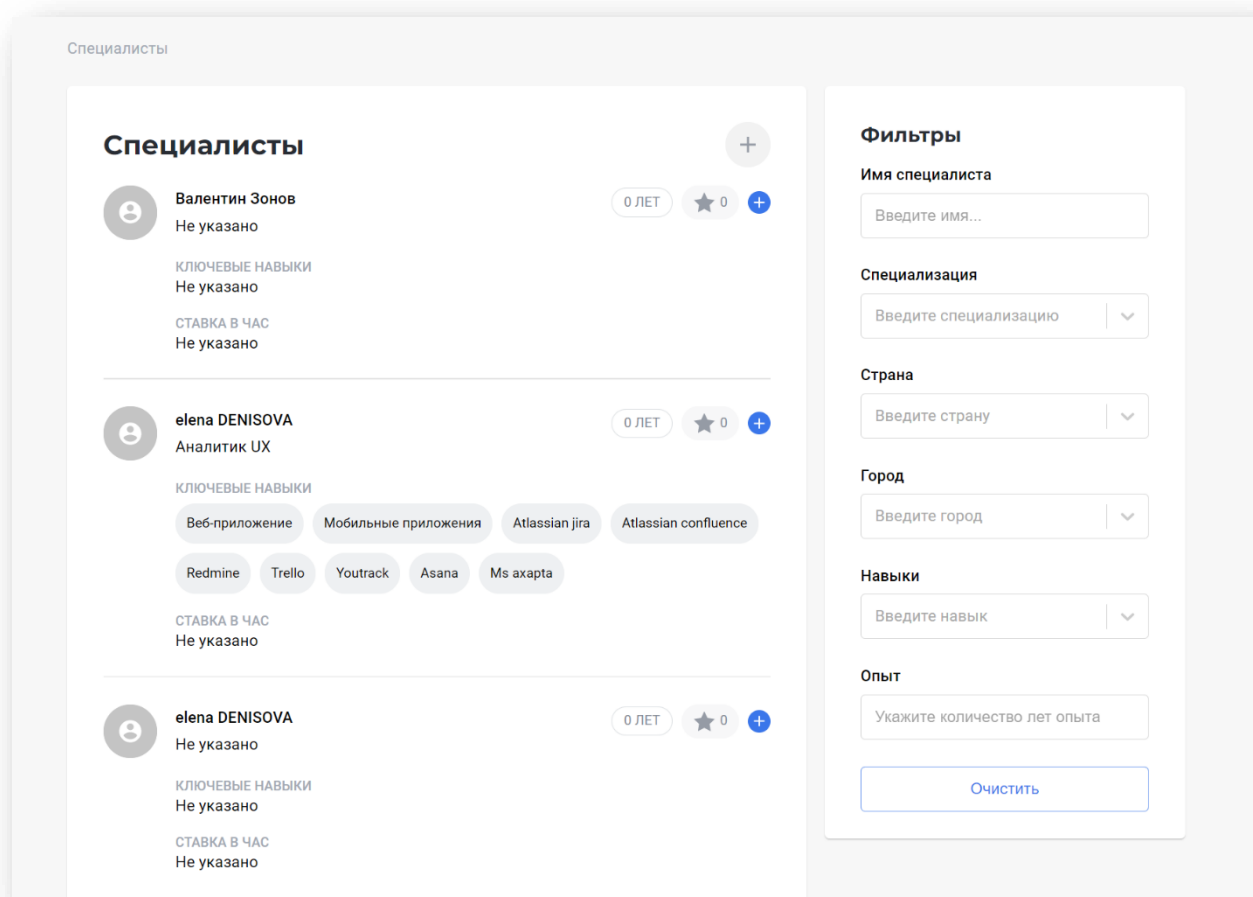 Специалисты
Специалисты
Валентин Зонов
0 ЛЕТ
0
Не указано
КЛЮЧЕВЫЕ НАВЫКИ
Не указано
СТАВКА В ЧАС
Не указано
elena DENISOVA
0 ЛЕТ
0
Аналитик UX
КЛЮЧЕВЫЕ НАВЫКИ
Веб-приложение Мобильные приложения Atlassian jira Atlassian confluence
Redmine Trello Youtrack Asana Ms axapta
СТАВКА В ЧАС
Не указано
elena DENISOVA
0 ЛЕТ
0
Не указано
КЛЮЧЕВЫЕ НАВЫКИ
Не указано
СТАВКА В ЧАС
Не указано
Фильтры
Имя специалиста
Введите имя...
Специализация
Введите специализацию
Страна
Введите страну
Город
Введите город
Навыки
Введите навык
Опыт
Укажите количество лет опыта
Очистить